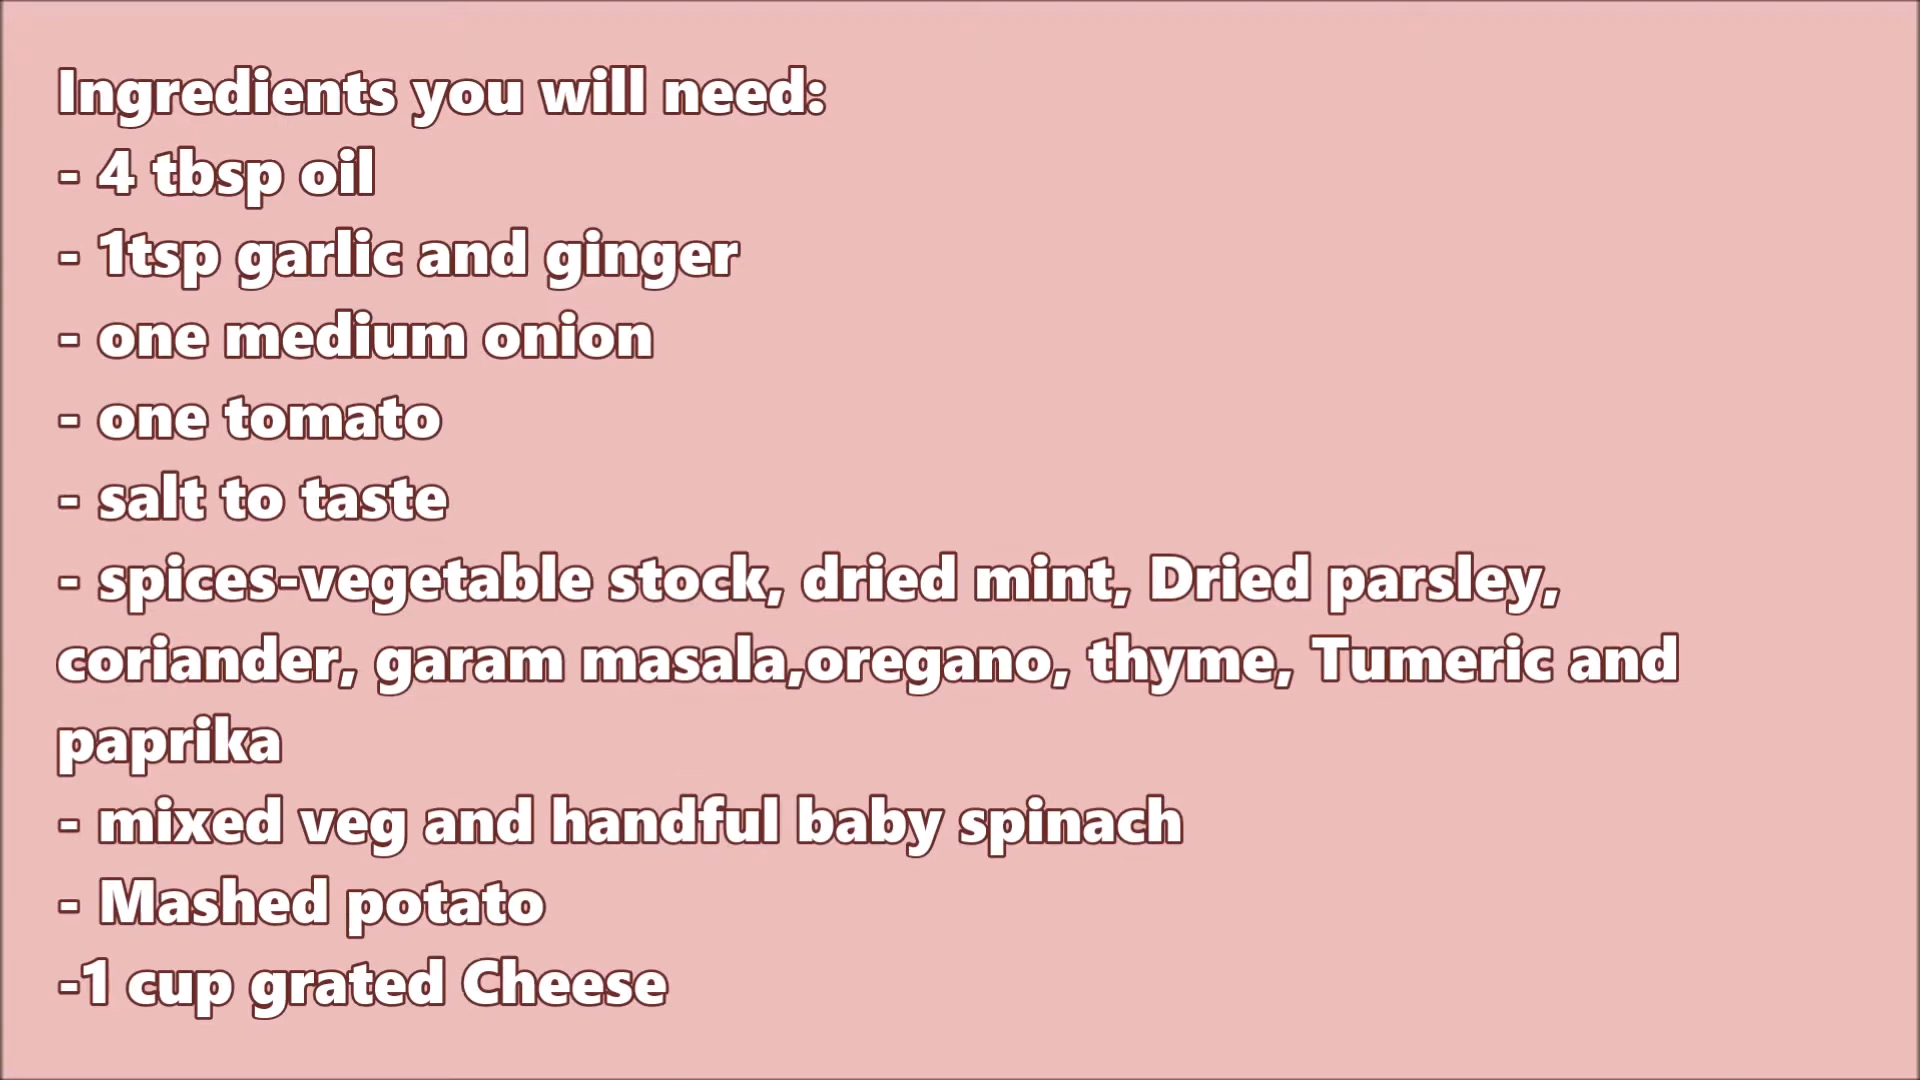 Ingredients you will need:
- 4 tbsp oil
- 1tsp garlic and ginger
- one medium onion
- one tomato
- salt to taste
- spices-vegetable stock, dried mint, Dried parsley,
coriander, garam masala,oregano, thyme, Tumeric and
paprika
- mixed veg and handful baby spinach
- Mashed potato
-1 cup grated Cheese